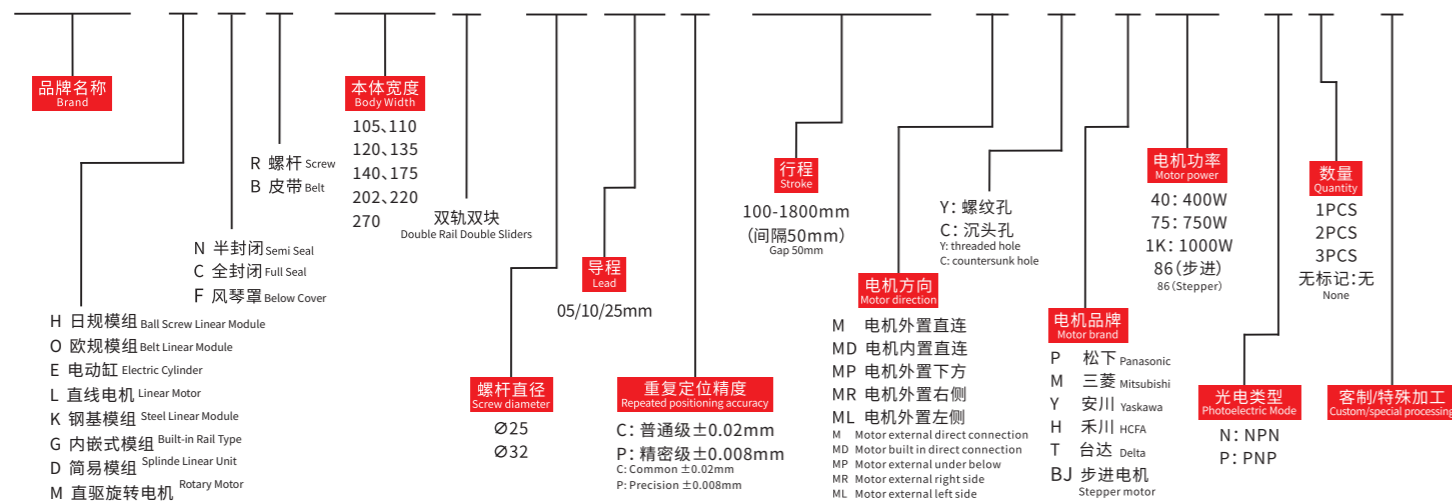 品牌名称
Brand
H 日规模组 Ball Screw Linear Module
O 欧规模组 Belt Linear Module
E 电动缸 Electric Cylinder
L 直线电机 Linear Motor
K 钢基模组 Steel Linear Module
G 内嵌式模组 Built-in Rail Type
D 简易模组 Splinde Linear Unit
M 直驱旋转电机 Rotary Motor
N 半封闭 Semi Seal
C 全封闭 Full Seal
F 风琴罩 Below Cover
R 螺杆 Screw
B 皮带 Belt
本体宽度
Body Width
105、110
120、135
140、175
202、220
270
双轨双块
Double Rail Double Sliders
螺杆直径
Screw diameter
Ø25
Ø32
导程
Lead
05/10/25mm
重复定位精度
Repeated positioning accuracy
C：普通级±0.02mm
P：精密级±0.008mm
C: Common ±0.02mm
P: Precision ±0.008mm
行程
Stroke
100-1800mm
（间隔50mm）
Gap 50mm
电机方向
Motor direction
M 电机外置直连
MD 电机内置直连
MP 电机外置下方
MR 电机外置右侧
ML 电机外置左侧
M Motor external direct connection
MD Motor built in direct connection
MP Motor external under below
MR Motor external right side
ML Motor external left side
Y：螺纹孔
C：沉头孔
Y: threaded hole
C: countersunk hole
电机品牌
Motor brand
P 松下 Panasonic
M 三菱 Mitsubishi
Y 安川 Yaskawa
H 禾川 HCFA
T 台达 Delta
BJ 步进电机
Stepper motor
电机功率
Motor power
40：400W
75：750W
1K：1000W
86（步进）
86（Stepper）
光电类型
Photoelectric Mode
N：NPN
P：PNP
数量
Quantity
1PCS
2PCS
3PCS
无标记：无
None
客制/特殊加工
Custom/special processing